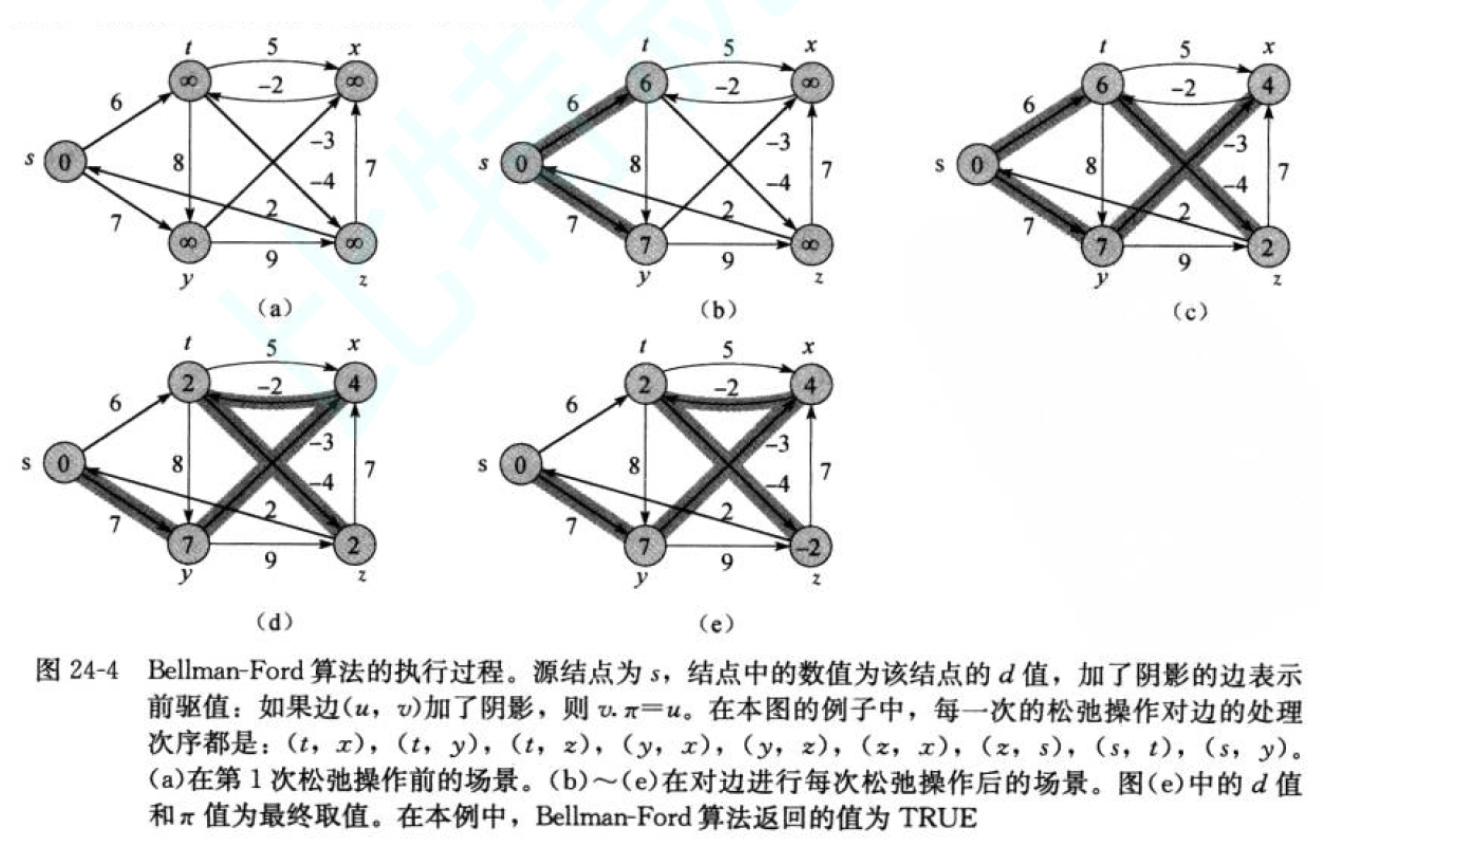 t 5 x
∞ ∞
-2
6
-3
s 0 8 7
-4
2
7
∞ ∞
9
y z
(a)
t 5 x
6 ∞
-2
6
-3
s 0 8 7
-4
2
7
7 ∞
9
y z
(b)
t 5 x
6 4
-2
6
-3
s 0 8 7
-4
2
7
7 2
9
y z
(c)
t 5 x
2 4
-2
6
-3
s 0 8 7
-4
2
7
7 2
9
y z
(d)
t 5 x
2 4
-2
6
-3
s 0 8 7
-4
2
7
7 -2
9
y z
(e)
图 24-4 Bellman-Ford 算法的执行过程。源结点为 s，结点中的数值为该结点的 d 值，加了阴影的边表示
前驱值：如果边(u，v)加了阴影，则 v.π=u。在本图的例子中，每一次的松弛操作对边的处理
次序都是：(t，x)，(t，y)，(t，z)，(y，x)，(y，z)，(z，x)，(z，s)，(s，t)，(s，y)。
(a)在第 1 次松弛操作前的场景。(b)～(e)在对边进行每次松弛操作后的场景。图(e)中的 d 值
和 π 值为最终取值。在本例中，Bellman-Ford 算法返回的值为 TRUE